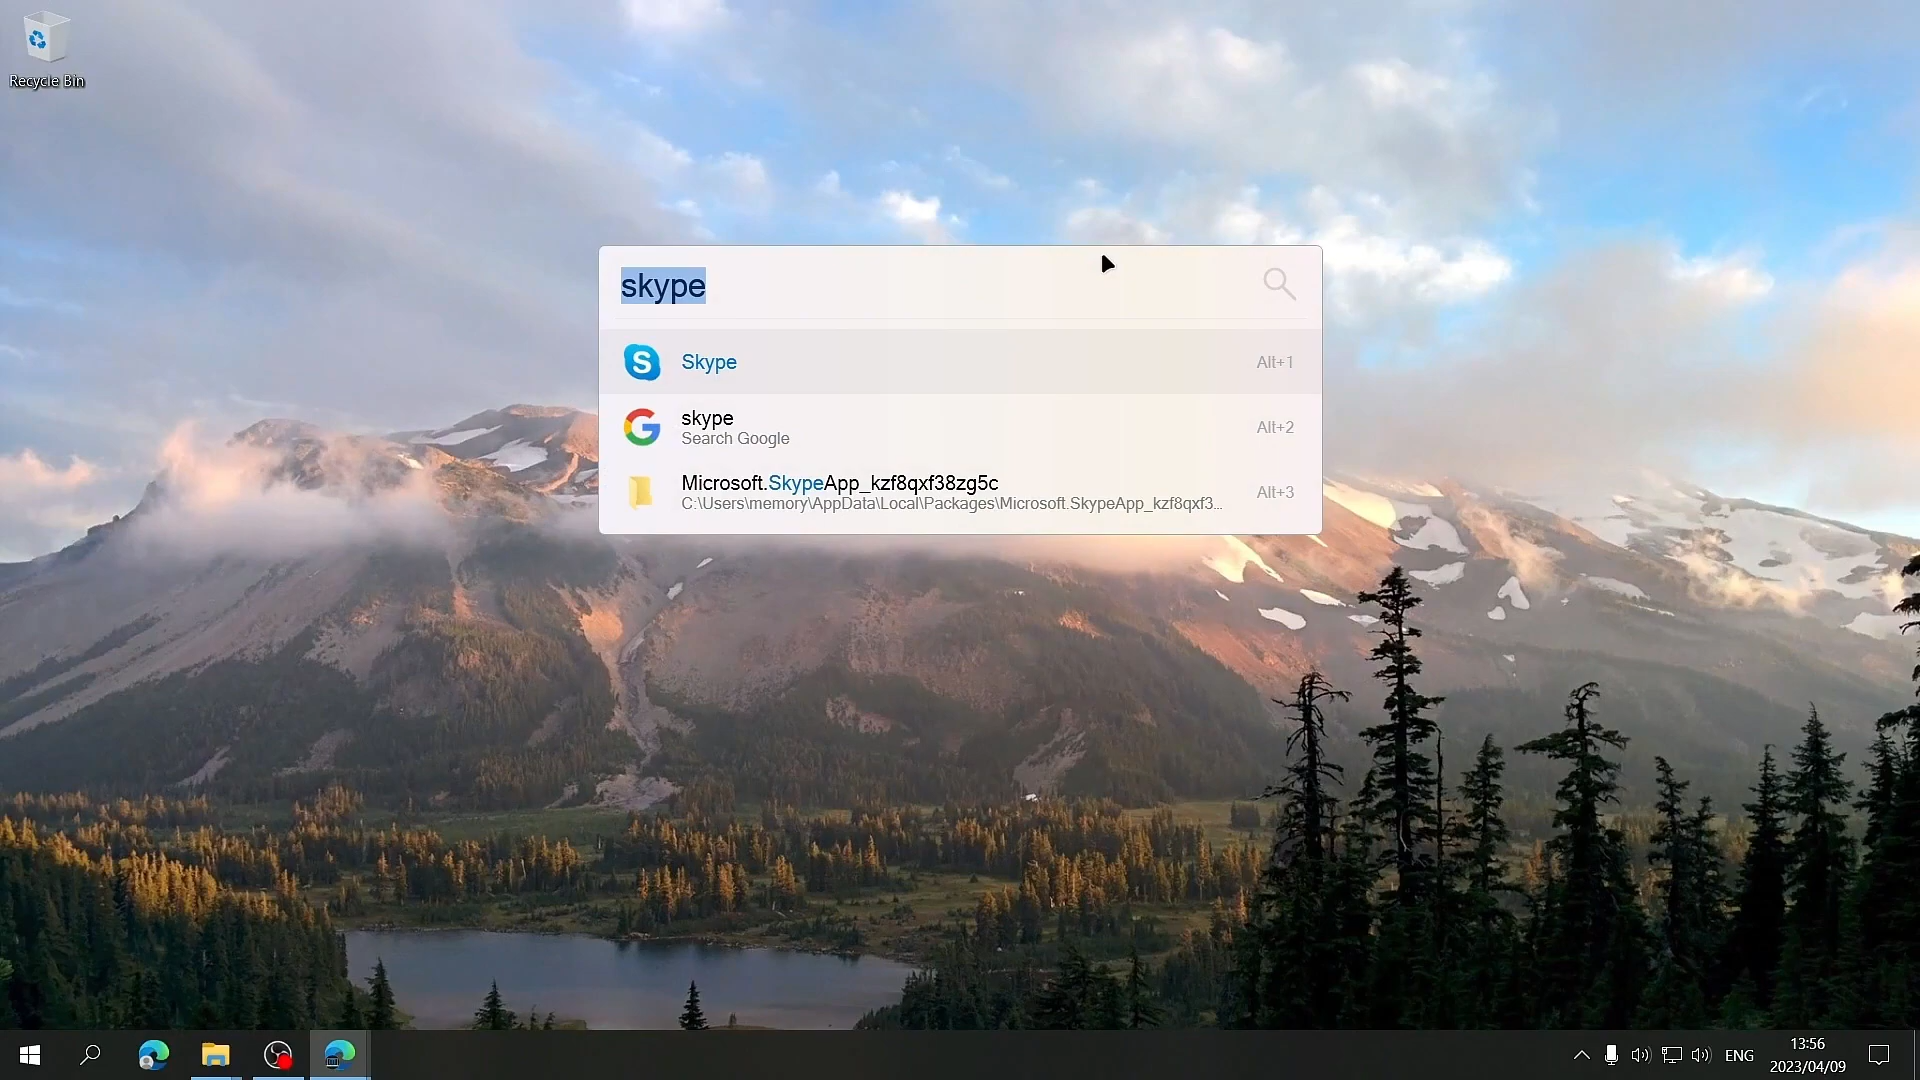 Recycle Bin
skype
Skype Alt+1
skype
Search Google Alt+2
Microsoft.SkypeApp_kzf8qxf38zg5c
C:\Users\memory\AppData\Local\Packages\Microsoft.SkypeApp_kzf8qxf3... Alt+3
ENG
13:56
2023/04/09